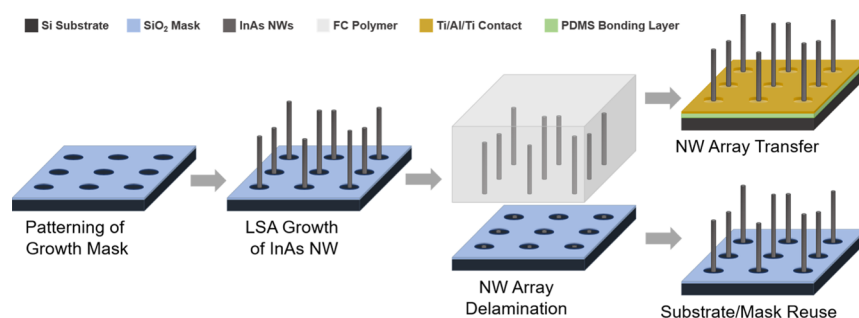 Si Substrate SiO₂ Mask InAs NWs FC Polymer Ti/Al/Ti Contact PDMS Bonding Layer
NW Array Transfer
Patterning of
Growth Mask
LSA Growth
of InAs NW
NW Array
Delamination
Substrate/Mask Reuse